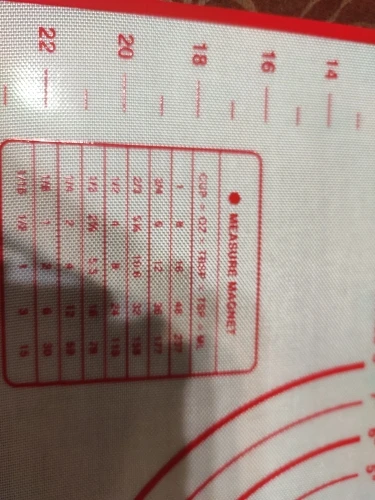 22 20 18 16 14
MEASURE MAGNET
CUP = OZ = TBSP = TSP = ML
1 8 16 48 237
3/4 6 12 36 177
2/3 5⅓ 10.6 32 158
1/2 4 8 24 118
1/3 2⅔ 5.3 16 79
1/4 2 4 12 59
1/8 1 2 6 30
1/16 1/2 1 3 15